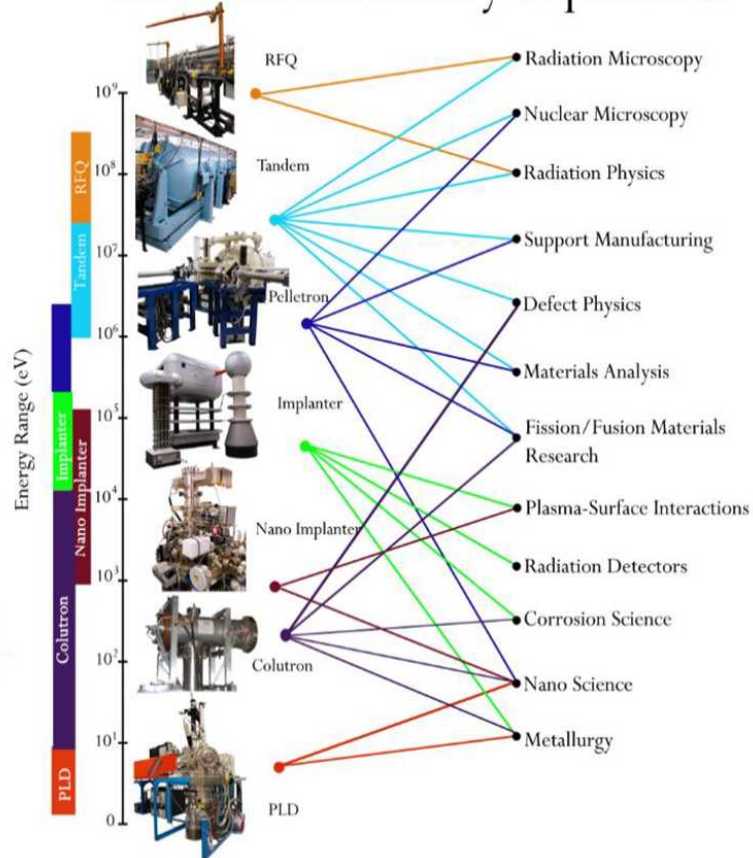 RFQ
Radiation Microscopy
10⁹
Nuclear Microscopy
Tandem
10⁸
Radiation Physics
RFQ
Support Manufacturing
10⁷
Tandem
Pelletron
Defect Physics
10⁶
Materials Analysis
Energy Range (eV)
Implanter
10⁵
Fission/Fusion Materials
Research
Implanter
Nano Implanter
10⁴
Plasma-Surface Interactions
Nano Implanter
10³
Radiation Detectors
Corrosion Science
Colutron
10²
Colutron
Nano Science
10¹
Metallurgy
PLD
PLD
0